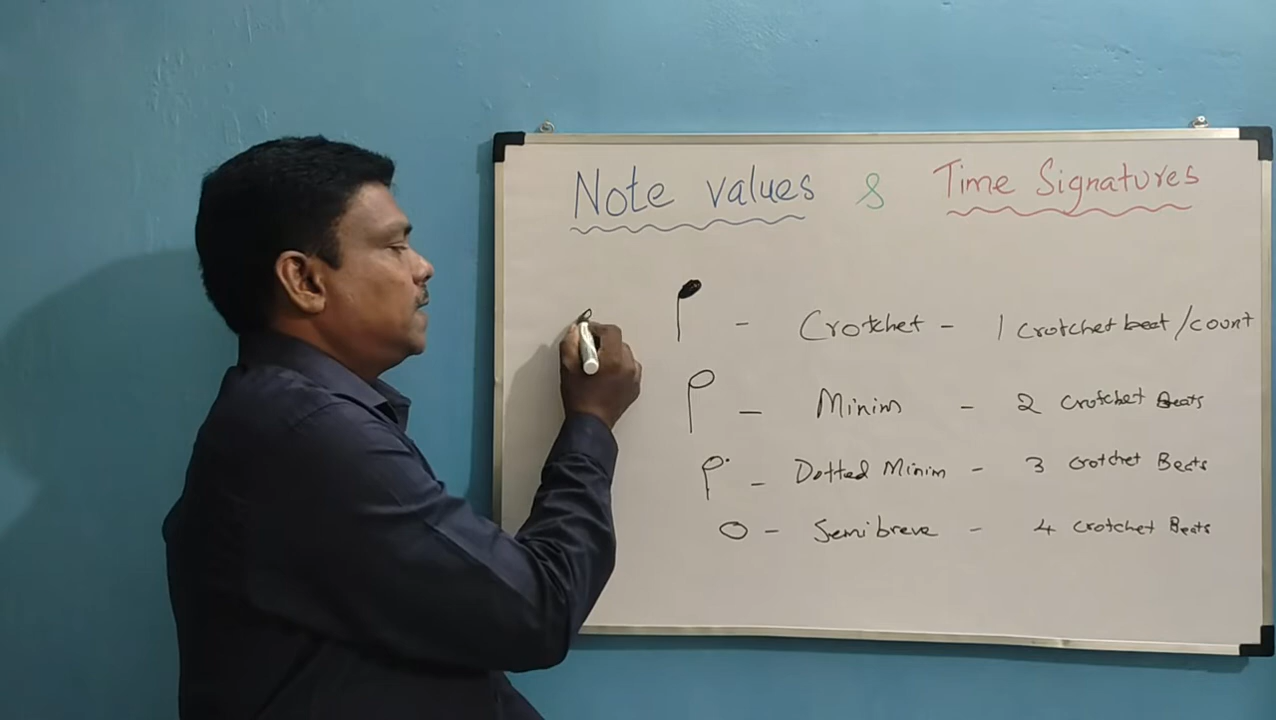 Note values & Time Signatures
- Crotchet - 1 crotchet beat/count
- Minim - 2 crotchet Beats
- Dotted Minim - 3 crotchet Beats
- Semibreve - 4 crotchet Beats